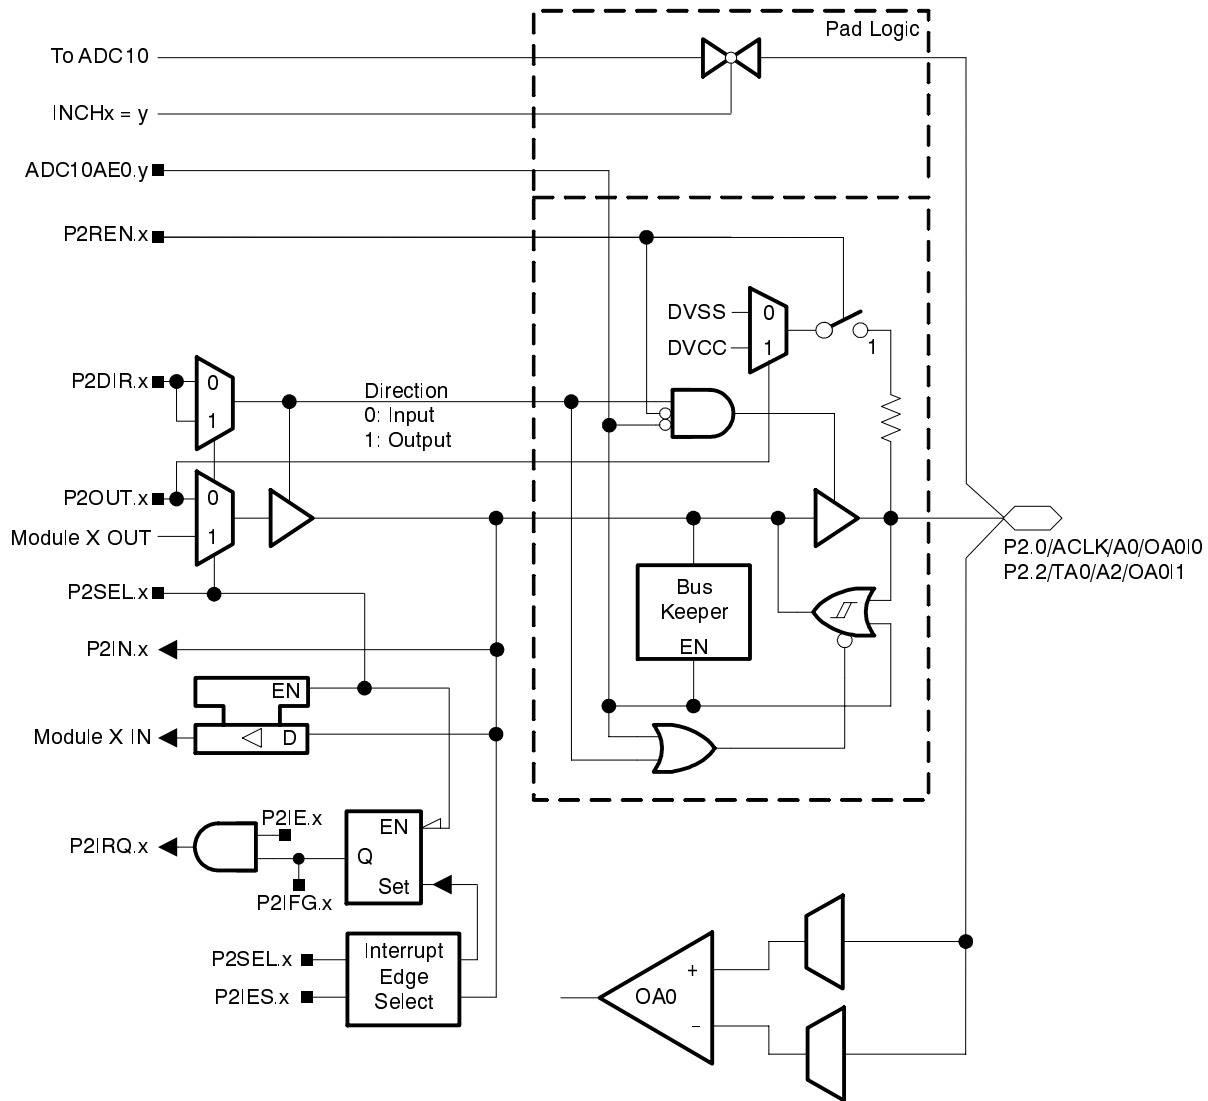 Pad Logic
To ADC10
INCHx = y
ADC10AE0.y
P2REN.x
DVSS
0
DVCC
1
1
P2DIR.x
0
1
Direction
0: Input
1: Output
P2OUT.x
0
Module X OUT
1
P2.0/ACLK/A0/OA0I0
P2.2/TA0/A2/OA0I1
P2SEL.x
Bus
Keeper
EN
P2IN.x
EN
Module X IN
D
P2IE.x
P2IRQ.x
EN
Q
Set
P2IFG.x
P2SEL.x
P2IES.x
Interrupt
Edge
Select
+
OA0
−